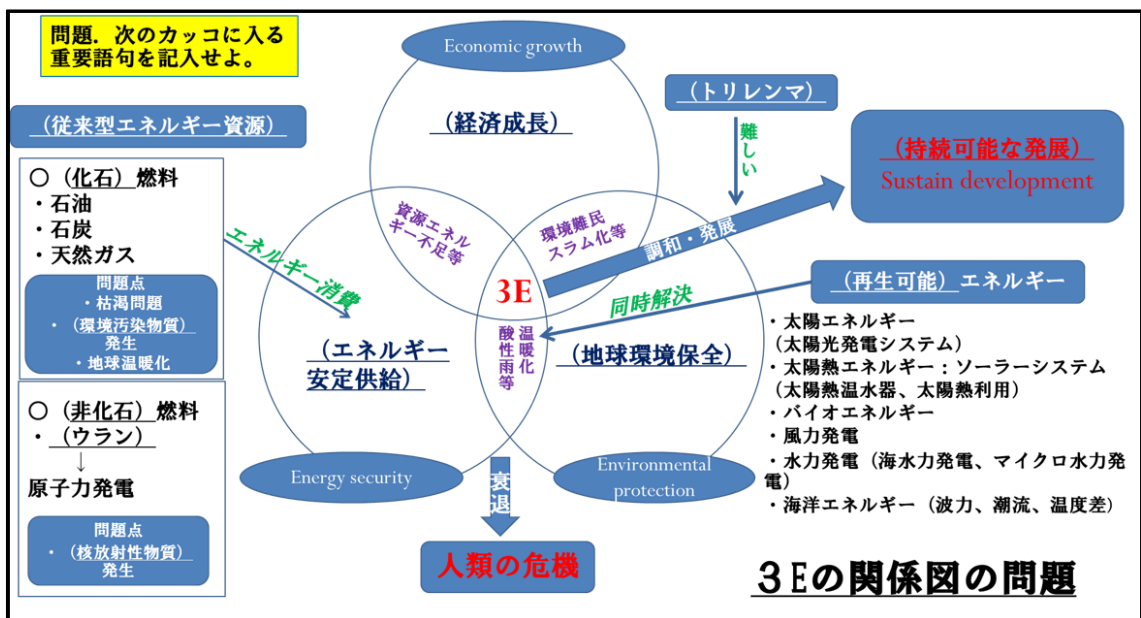 問題．次のカッコに入る
重要語句を記入せよ。
Economic growth
（経済成長）
（トリレンマ）
難しい
（持続可能な発展）
Sustain development
（従来型エネルギー資源）
〇（化石）燃料
・石油
・石炭
・天然ガス
問題点
・枯渇問題
・（環境汚染物質）
発生
・地球温暖化
エネルギー消費
〇（非化石）燃料
・（ウラン）
↓
原子力発電
問題点
・（核放射性物質）
発生
資源エネル
ギー不足等
環境難民
スラム化等
3E
調和・発展
同時解決
温暖化
酸性雨等
（エネルギー
安定供給）
（地球環境保全）
Energy security
Environmental
protection
衰退
人類の危機
（再生可能）エネルギー
・太陽エネルギー
（太陽光発電システム）
・太陽熱エネルギー：ソーラーシステム
（太陽熱温水器、太陽熱利用）
・バイオエネルギー
・風力発電
・水力発電（海水力発電、マイクロ水力発
電）
・海洋エネルギー（波力、潮流、温度差）
３Eの関係図の問題